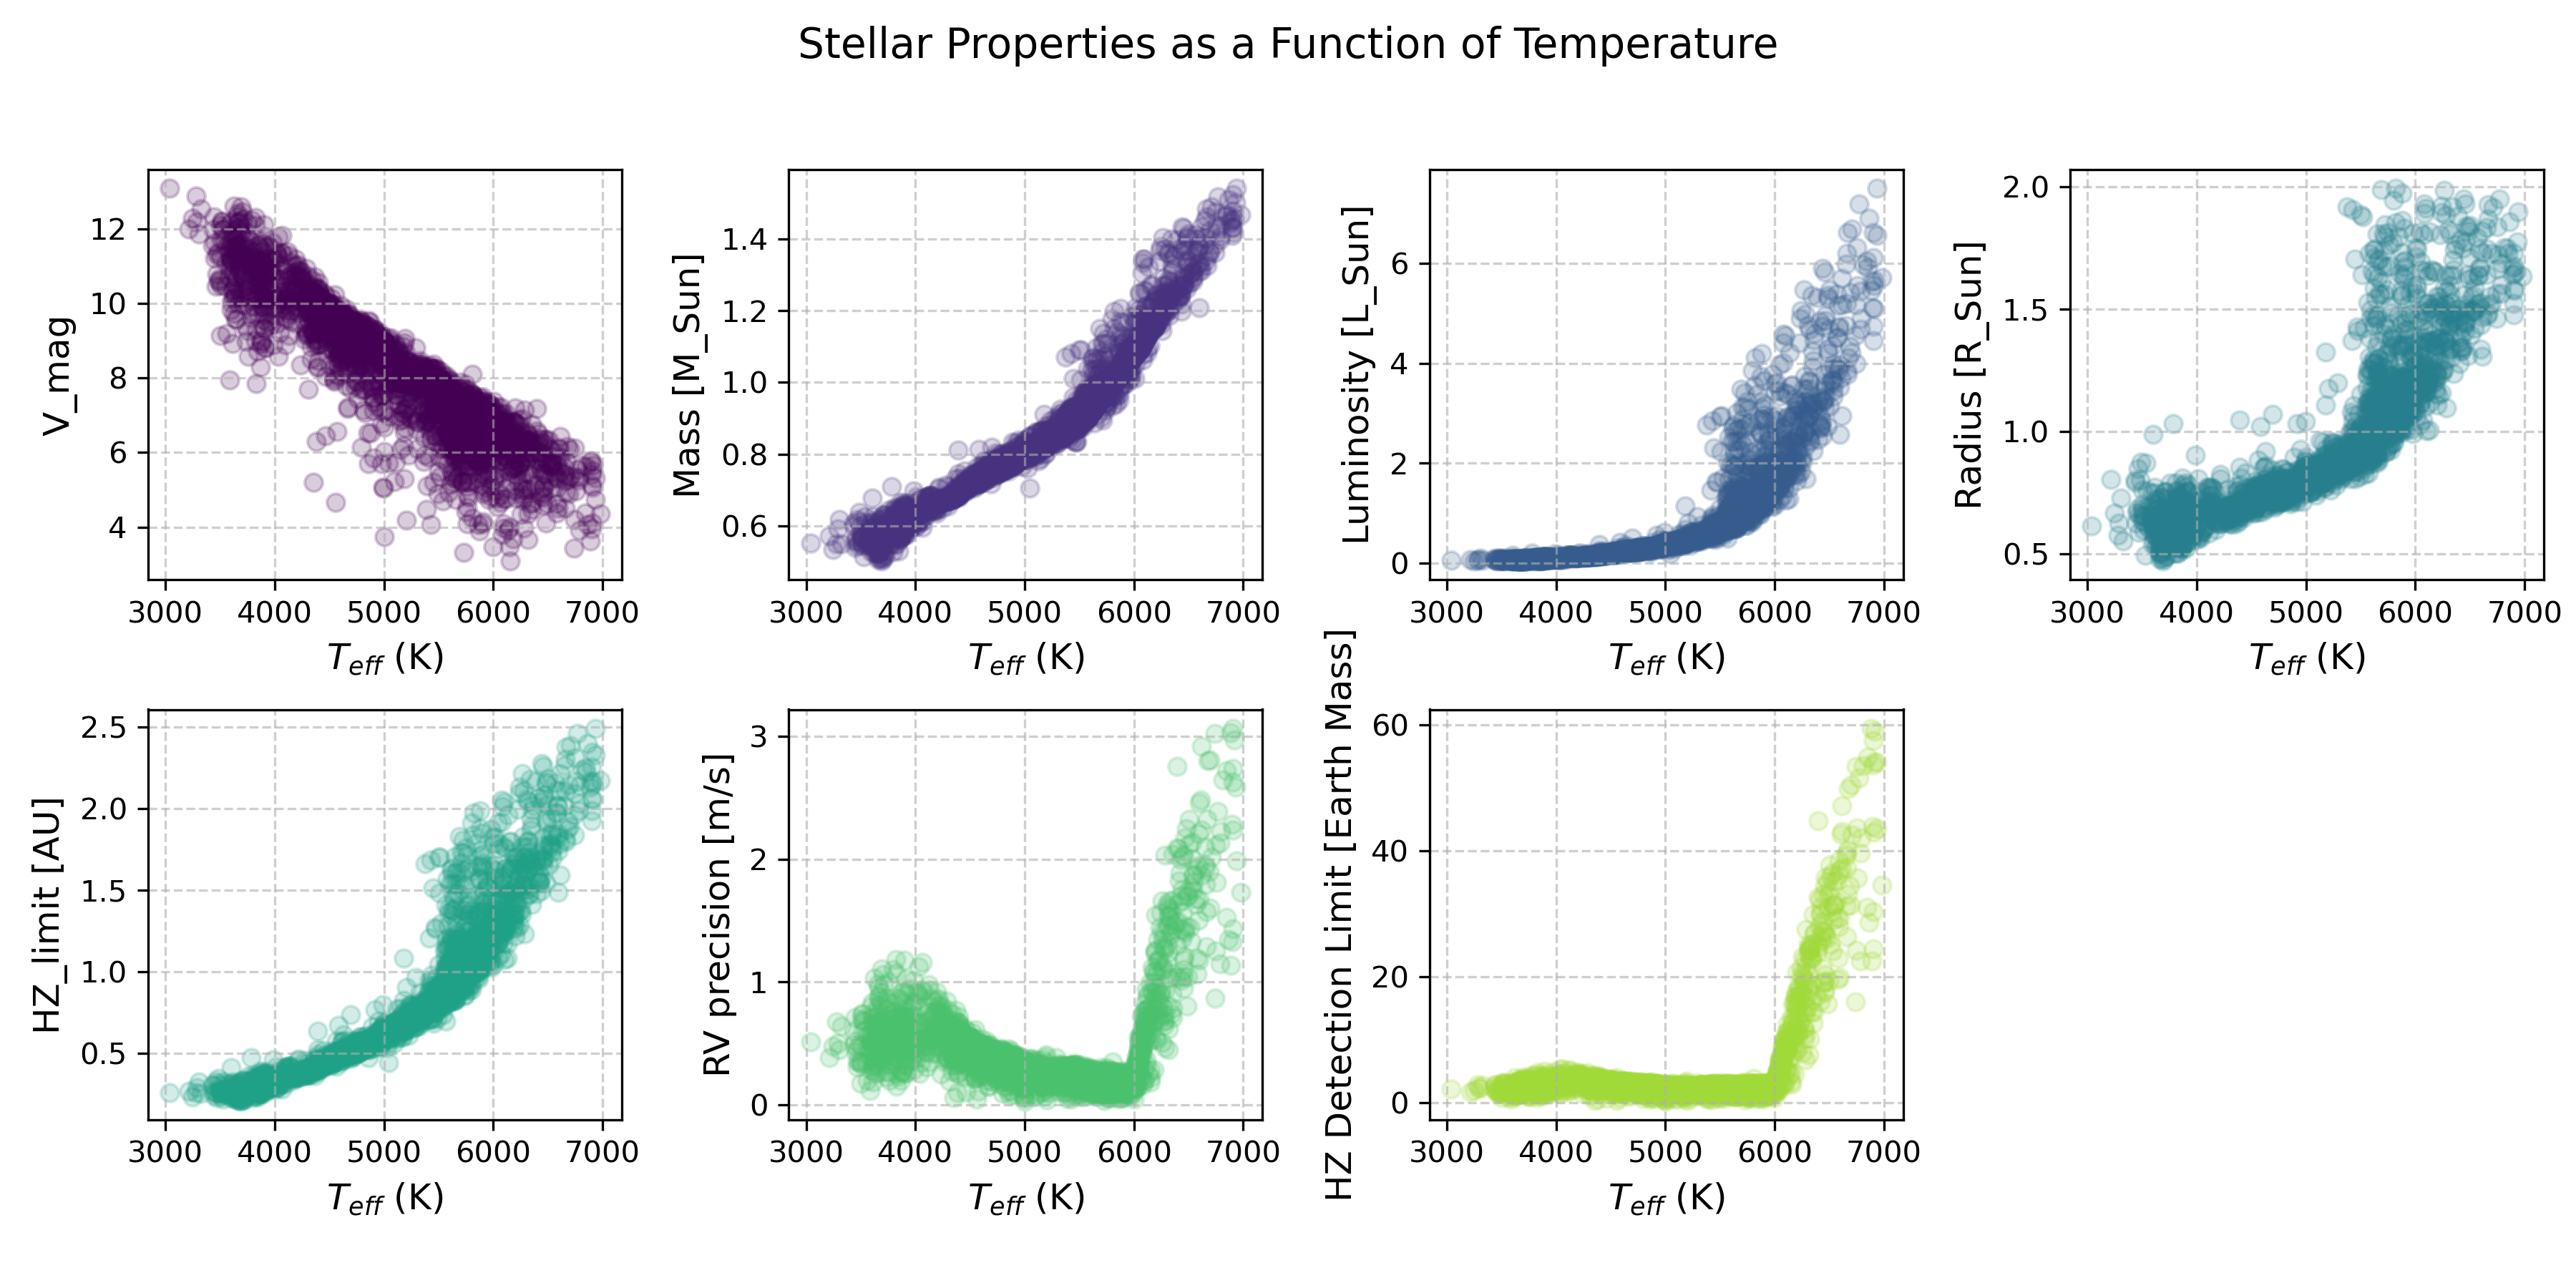 Stellar Properties as a Function of Temperature
V_mag
12
10
8
6
4
3000 4000 5000 6000 7000
T_eff (K)
Mass [M_Sun]
1.4
1.2
1.0
0.8
0.6
3000 4000 5000 6000 7000
T_eff (K)
Luminosity [L_Sun]
6
4
2
0
3000 4000 5000 6000 7000
T_eff (K)
Radius [R_Sun]
2.0
1.5
1.0
0.5
3000 4000 5000 6000 7000
T_eff (K)
HZ_limit [AU]
2.5
2.0
1.5
1.0
0.5
3000 4000 5000 6000 7000
T_eff (K)
RV precision [m/s]
3
2
1
0
3000 4000 5000 6000 7000
T_eff (K)
HZ Detection Limit [Earth Mass]
60
40
20
0
3000 4000 5000 6000 7000
T_eff (K)